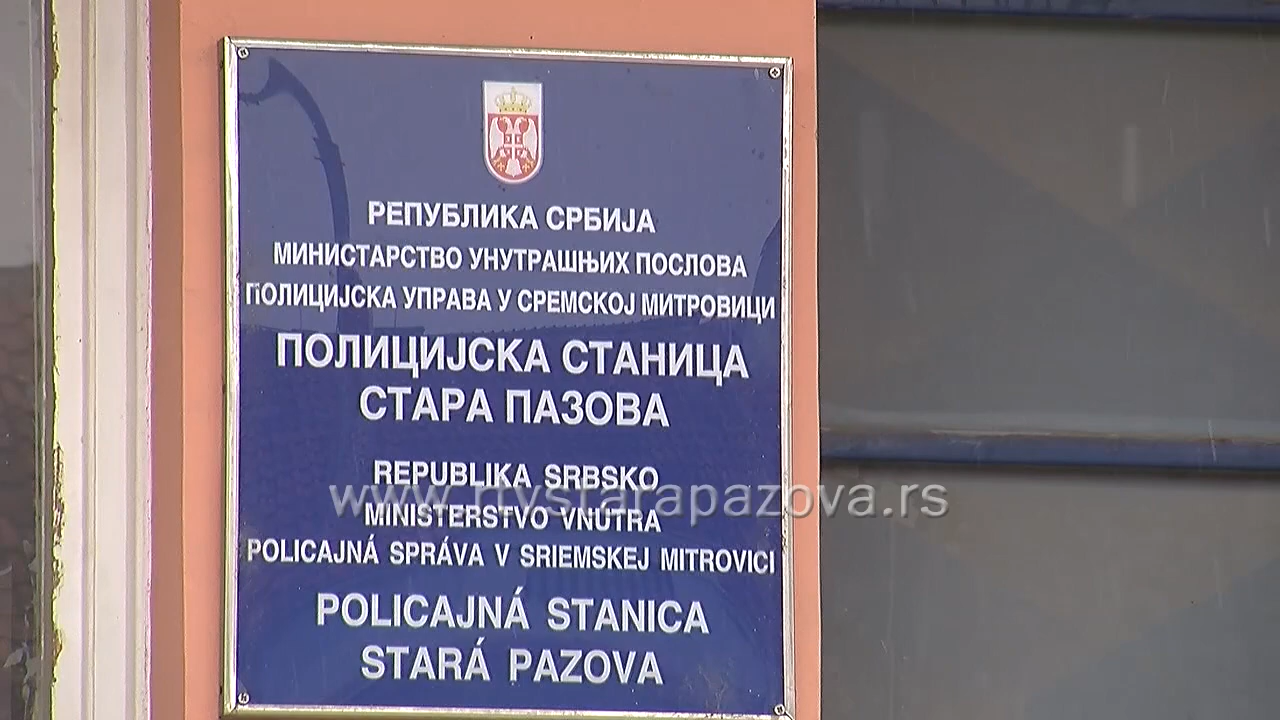 РЕПУБЛИКА СРБИЈА
МИНИСТАРСТВО УНУТРАШЊИХ ПОСЛОВА
ПОЛИЦИЈСКА УПРАВА У СРЕМСКОЈ МИТРОВИЦИ
ПОЛИЦИЈСКА СТАНИЦА
СТАРА ПАЗОВА
REPUBLIKA SRBSKO
www.rtvstarapazova.rs
MINISTERSTVO VNÚTRA
POLICAJNÁ SPRÁVA V SRIEMSKEJ MITROVICI
POLICAJNÁ STANICA
STARÁ PAZOVA